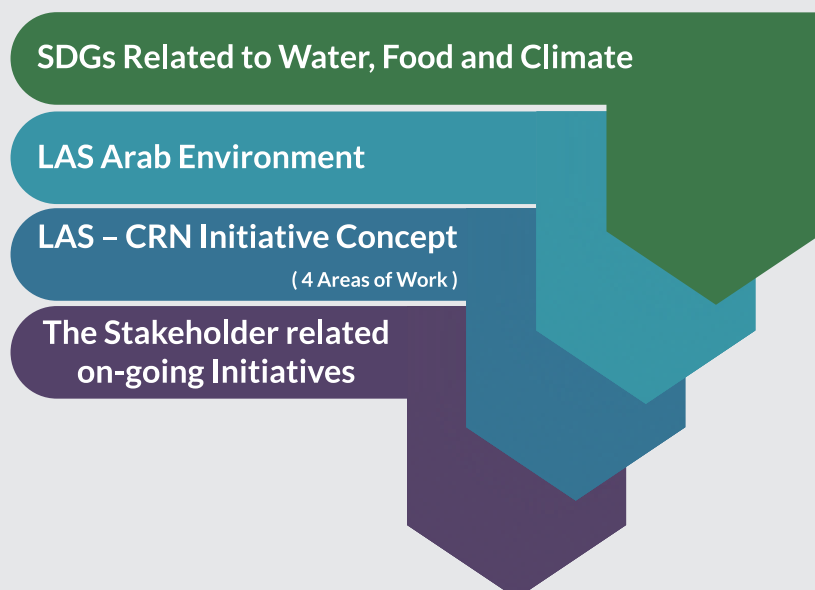 SDGs Related to Water, Food and Climate
LAS Arab Environment
LAS – CRN Initiative Concept
( 4 Areas of Work )
The Stakeholder related
on-going Initiatives